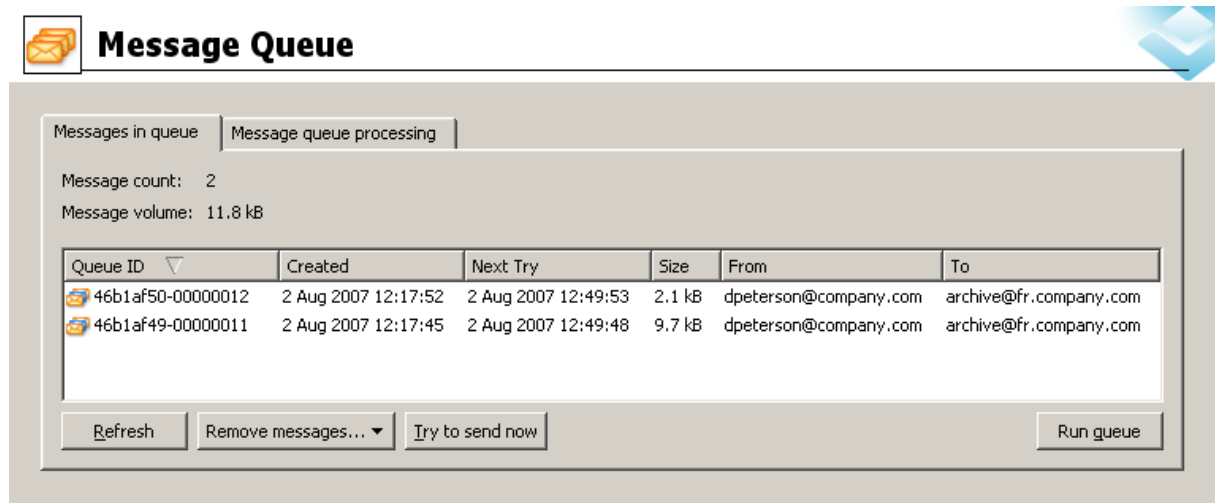 Message Queue
Messages in queue Message queue processing
Message count: 2
Message volume: 11.8 kB
Queue ID Created Next Try Size From To
46b1af50-00000012 2 Aug 2007 12:17:52 2 Aug 2007 12:49:53 2.1 kB dpeterson@company.com archive@fr.company.com
46b1af49-00000011 2 Aug 2007 12:17:45 2 Aug 2007 12:49:48 9.7 kB dpeterson@company.com archive@fr.company.com
Refresh Remove messages... Try to send now Run queue